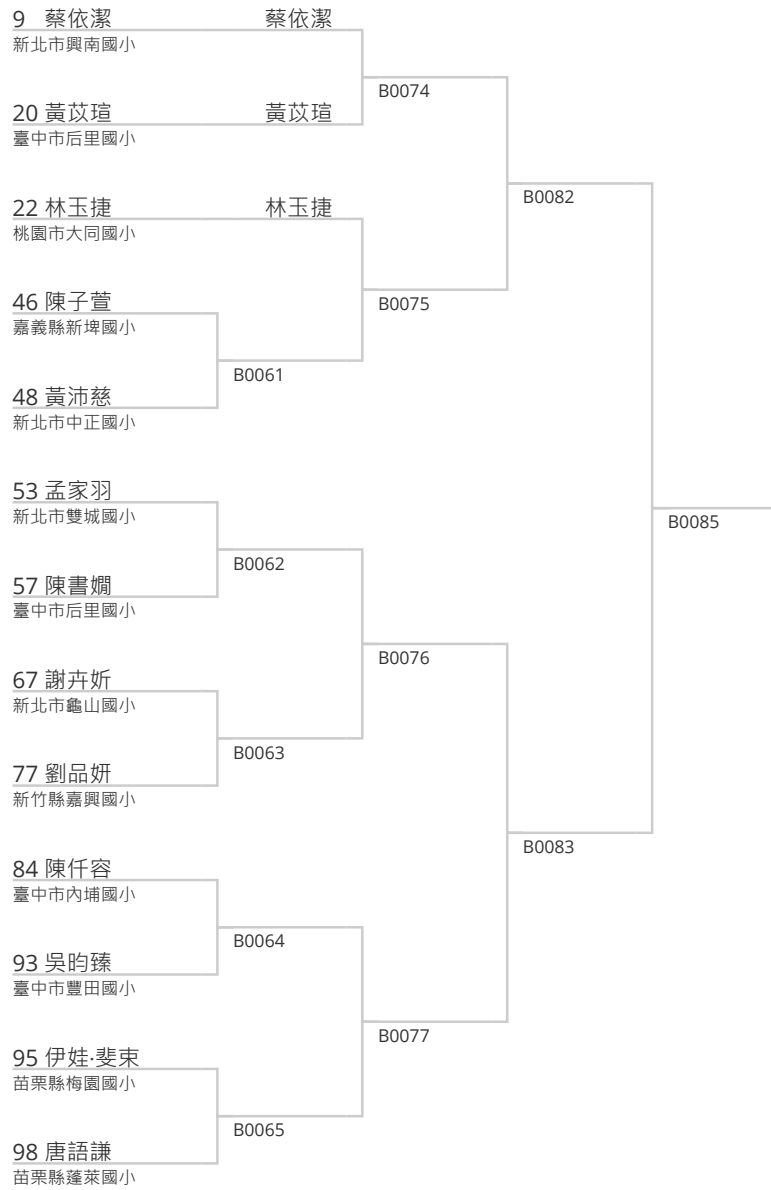 9 蔡依潔 蔡依潔
新北市興南國小
B0074
20 黃苡瑄 黃苡瑄
臺中市后里國小
B0082
22 林玉捷 林玉捷
桃園市大同國小
46 陳子萱
B0075
嘉義縣新埤國小
B0061
48 黃沛慈
新北市中正國小
53 孟家羽
新北市雙城國小
B0085
B0062
57 陳書嫺
臺中市后里國小
B0076
67 謝卉妡
新北市龜山國小
B0063
77 劉品妍
新竹縣嘉興國小
B0083
84 陳仟容
臺中市內埔國小
B0064
93 吳昀臻
臺中市豐田國小
B0077
95 伊娃·斐束
苗栗縣梅園國小
B0065
98 唐語謙
苗栗縣蓬萊國小